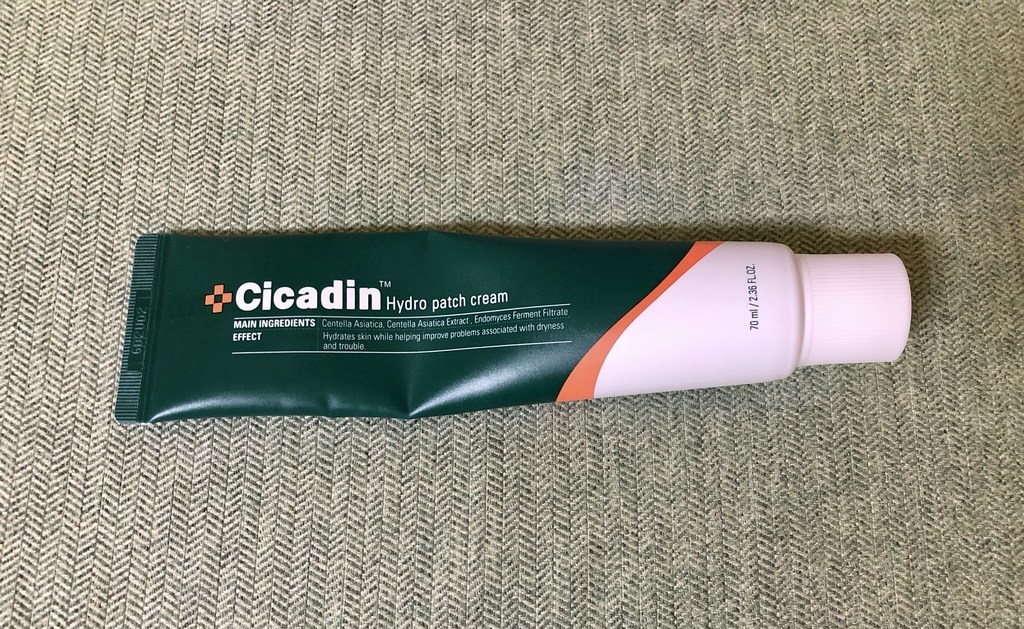 Cicadin™ Hydro patch cream
MAIN INGREDIENTS Centella Asiatica, Centella Asiatica Extract, Endomyces Ferment Filtrate
EFFECT Hydrates skin while helping improve problems associated with dryness
and trouble.
70 ml / 2.36 FL.OZ.